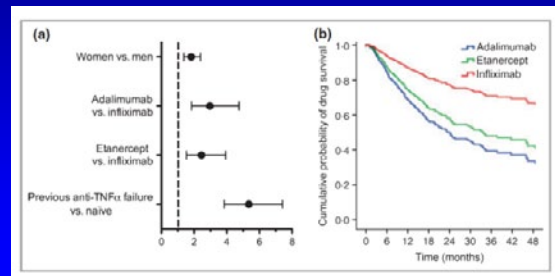 (a)
Women vs. men
Adalimumab
vs. infliximab
Etanercept
vs. infliximab
Previous anti-TNFα failure
vs. naive
0 2 4 6 8
(b)
Cumulative probability of drug survival
1·0
0·8
0·6
0·4
0·2
0·0
Adalimumab
Etanercept
Infliximab
0 6 12 18 24 30 36 42 48
Time (months)